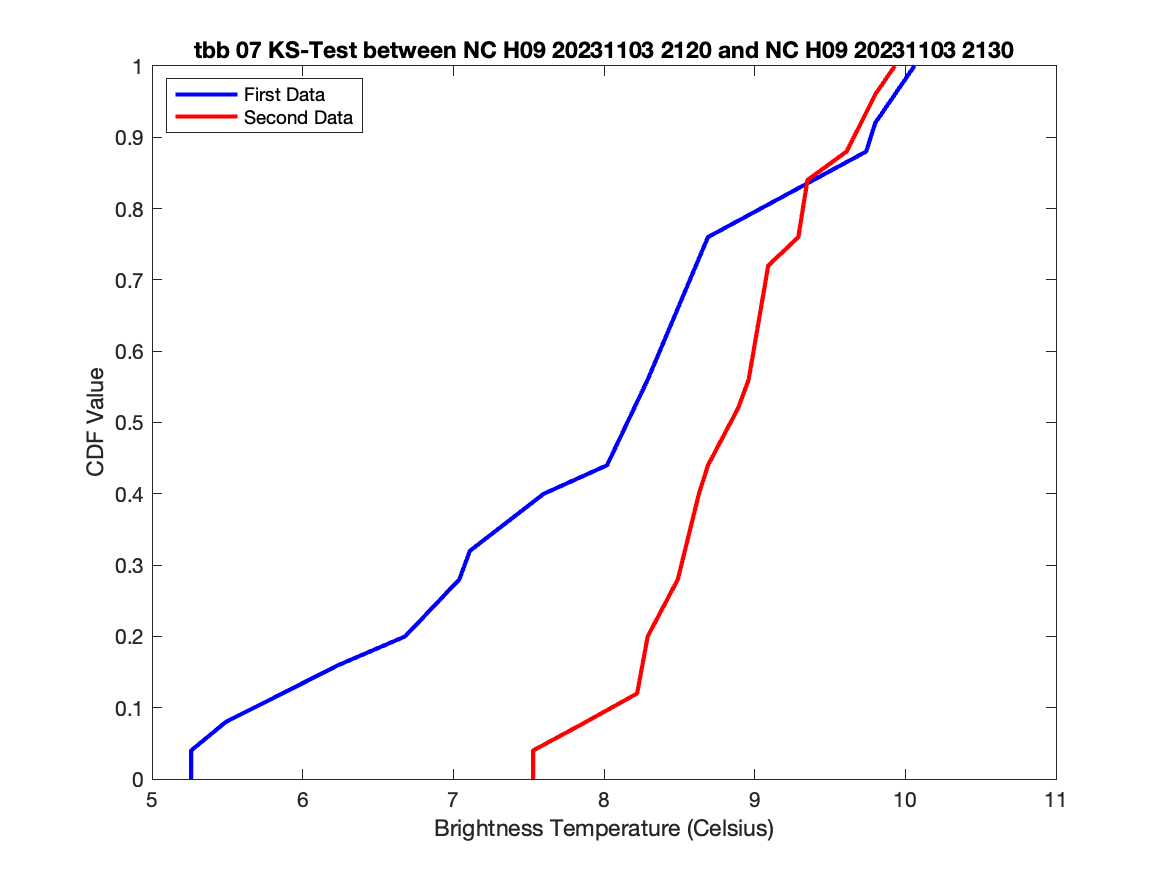 tbb 07 KS-Test between NC H09 20231103 2120 and NC H09 20231103 2130
First Data
Second Data
1
0.9
0.8
0.7
0.6
0.5
0.4
0.3
0.2
0.1
0
CDF Value
5 6 7 8 9 10 11
Brightness Temperature (Celsius)